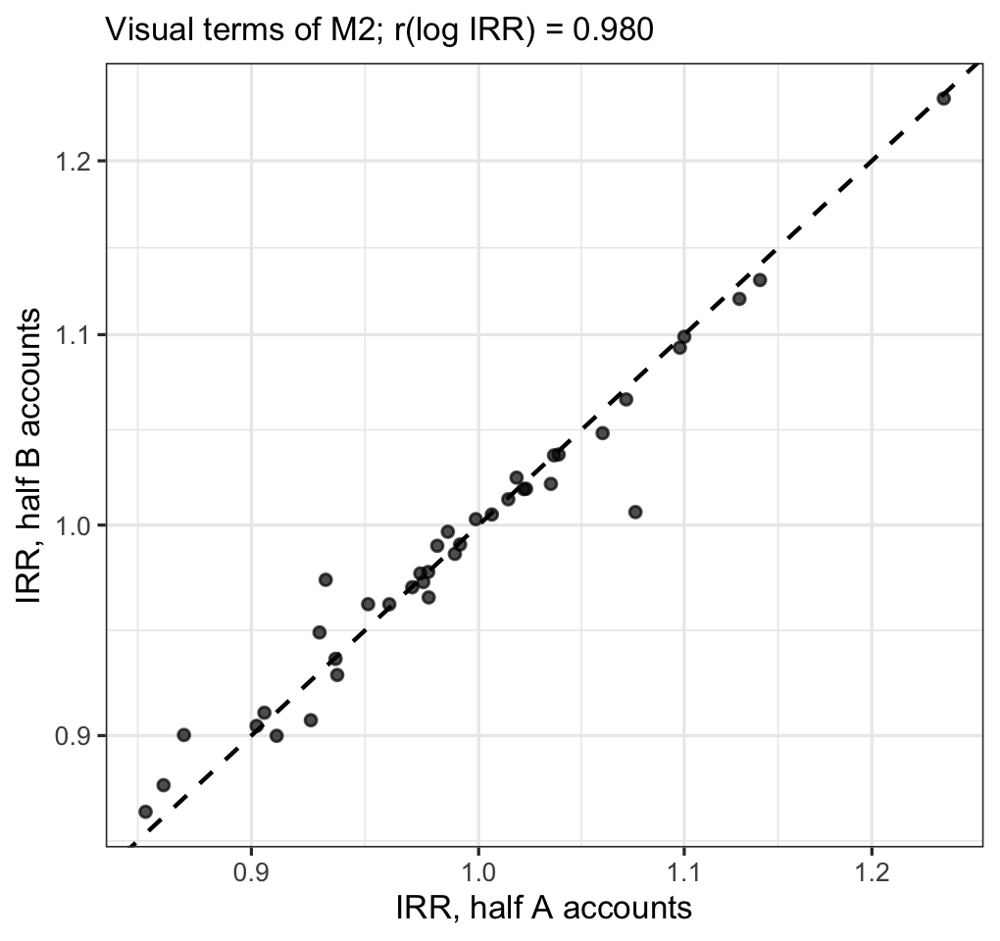 Visual terms of M2; r(log IRR) = 0.980
1.2
1.1
1.0
0.9
IRR, half B accounts
0.9 1.0 1.1 1.2
IRR, half A accounts